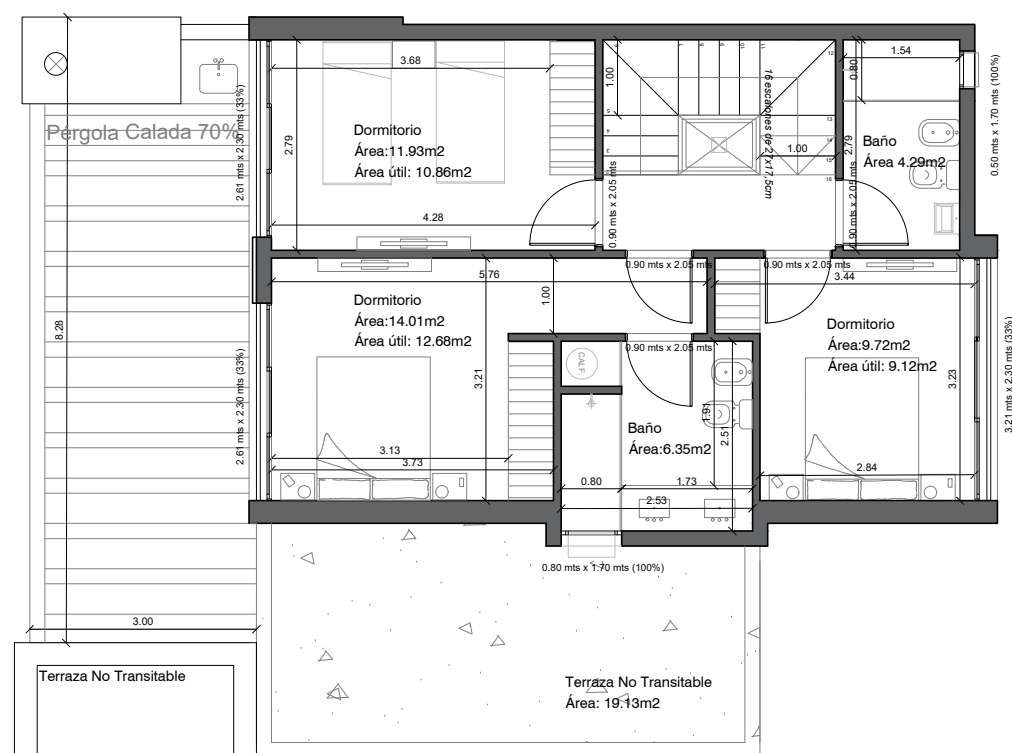 Pérgola Calada 70%
2.61 mts x 2.30 mts (33%)
8.28
3.00
2.61 mts x 2.30 mts (33%)
Terraza No Transitable
3.68
2.79
Dormitorio
Área:11.93m2
Área útil: 10.86m2
4.28
1.00
16 escalones de 27x17,5cm
1.00
0.90 mts x 2.05 mts
1.54
0.80
2.79
Baño
Área 4.29m2
0.90 mts x 2.05 mts
0.50 mts x 1.70 mts (100%)
5.76
1.00
Dormitorio
Área:14.01m2
Área útil: 12.68m2
3.21
3.13
3.73
0.90 mts x 2.05 mts
0.90 mts x 2.05 mts
0.90 mts x 2.05 mts
3.44
Dormitorio
Área:9.72m2
Área útil: 9.12m2
3.23
2.84
3.21 mts x 2.30 mts (33%)
CALF.
Baño
Área:6.35m2
1.91
2.51
0.80
1.73
2.53
0.80 mts x 1.70 mts (100%)
Terraza No Transitable
Área: 19.13m2